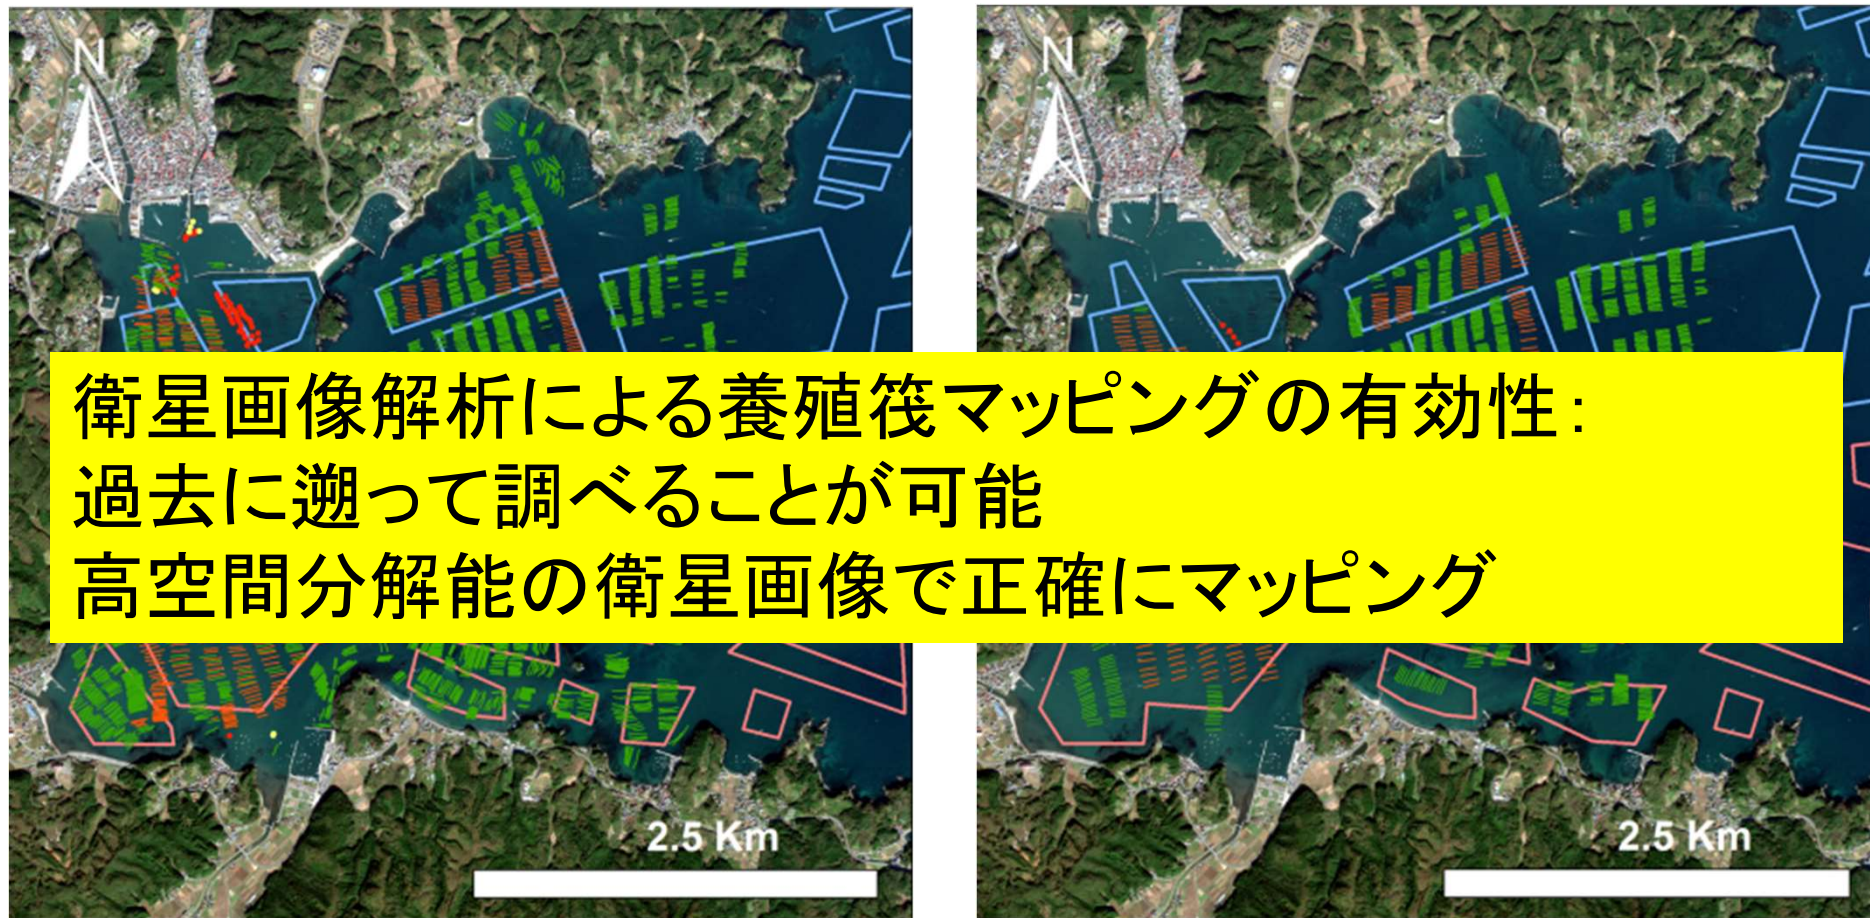 N
N
衛星画像解析による養殖筏マッピングの有効性：
過去に遡って調べることが可能
高空間分解能の衛星画像で正確にマッピング
2.5 Km
2.5 Km